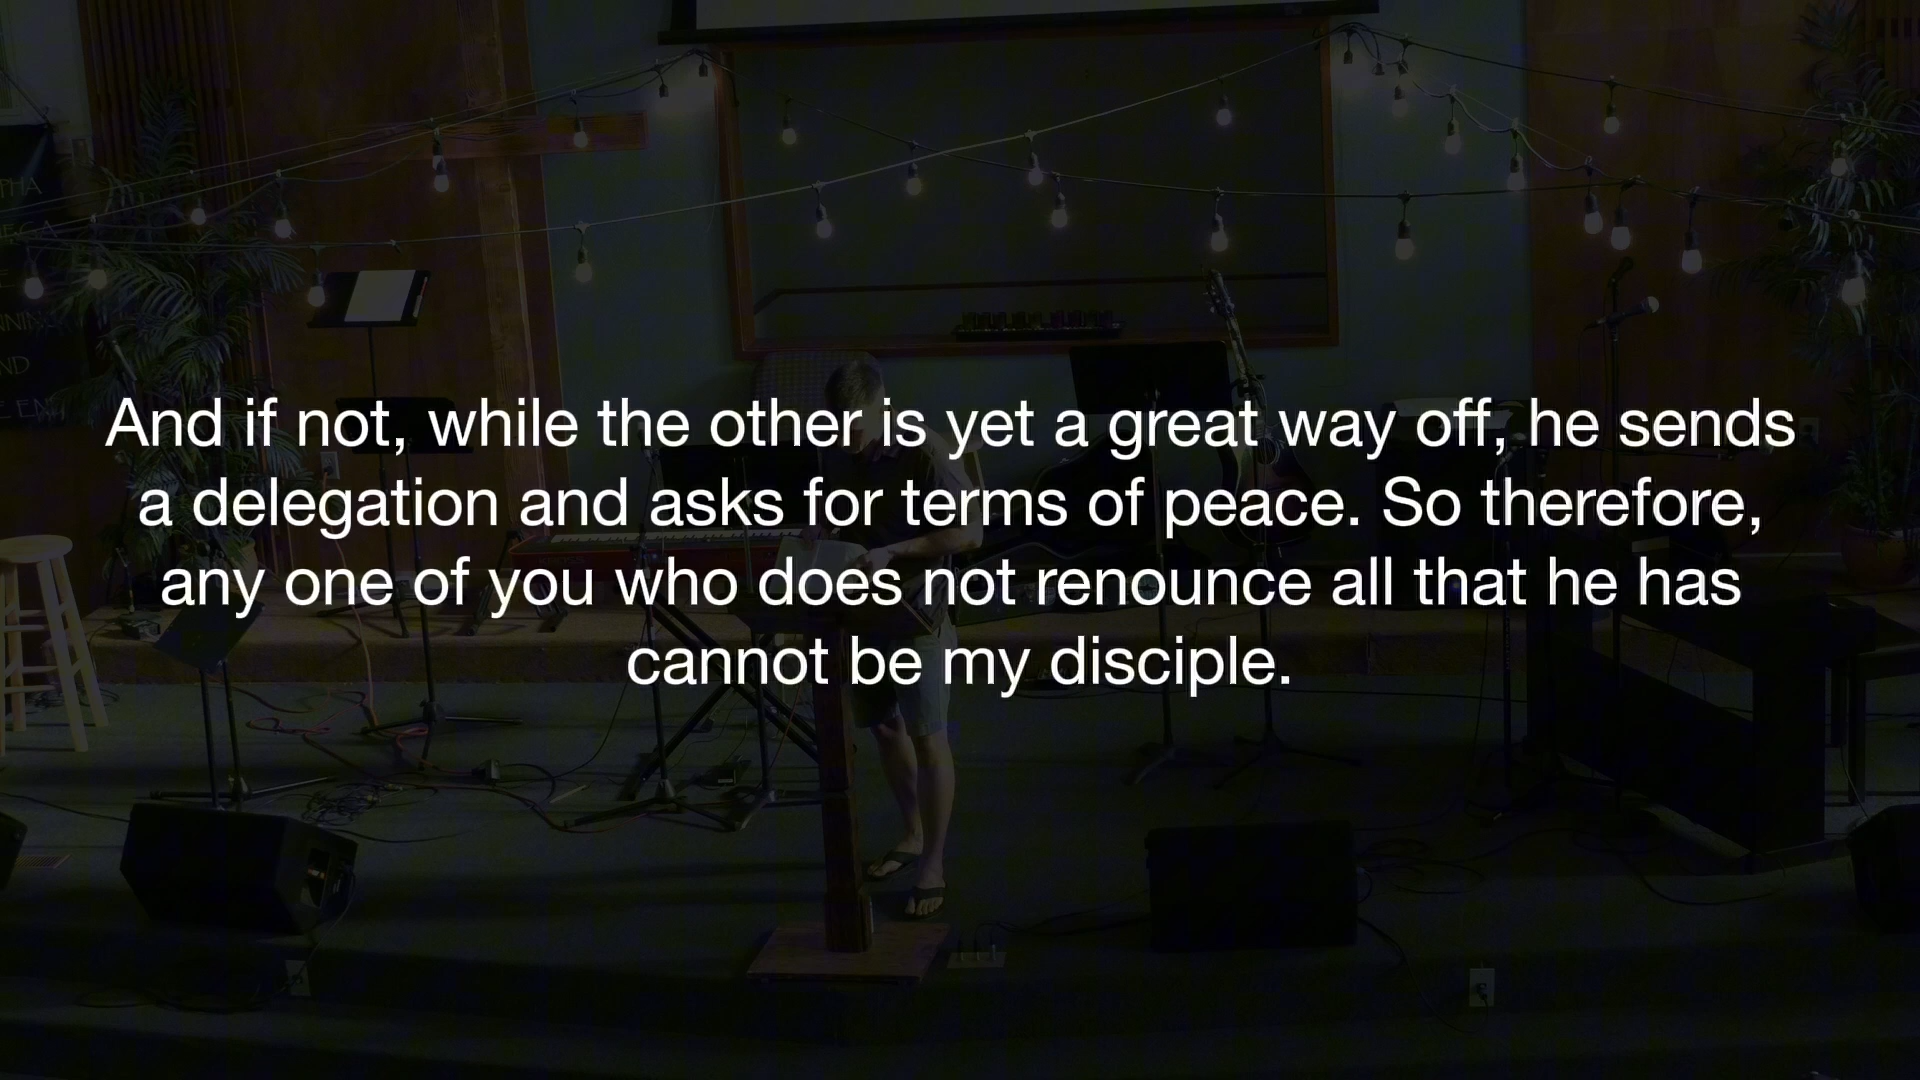 And if not, while the other is yet a great way off, he sends
a delegation and asks for terms of peace. So therefore,
any one of you who does not renounce all that he has
cannot be my disciple.